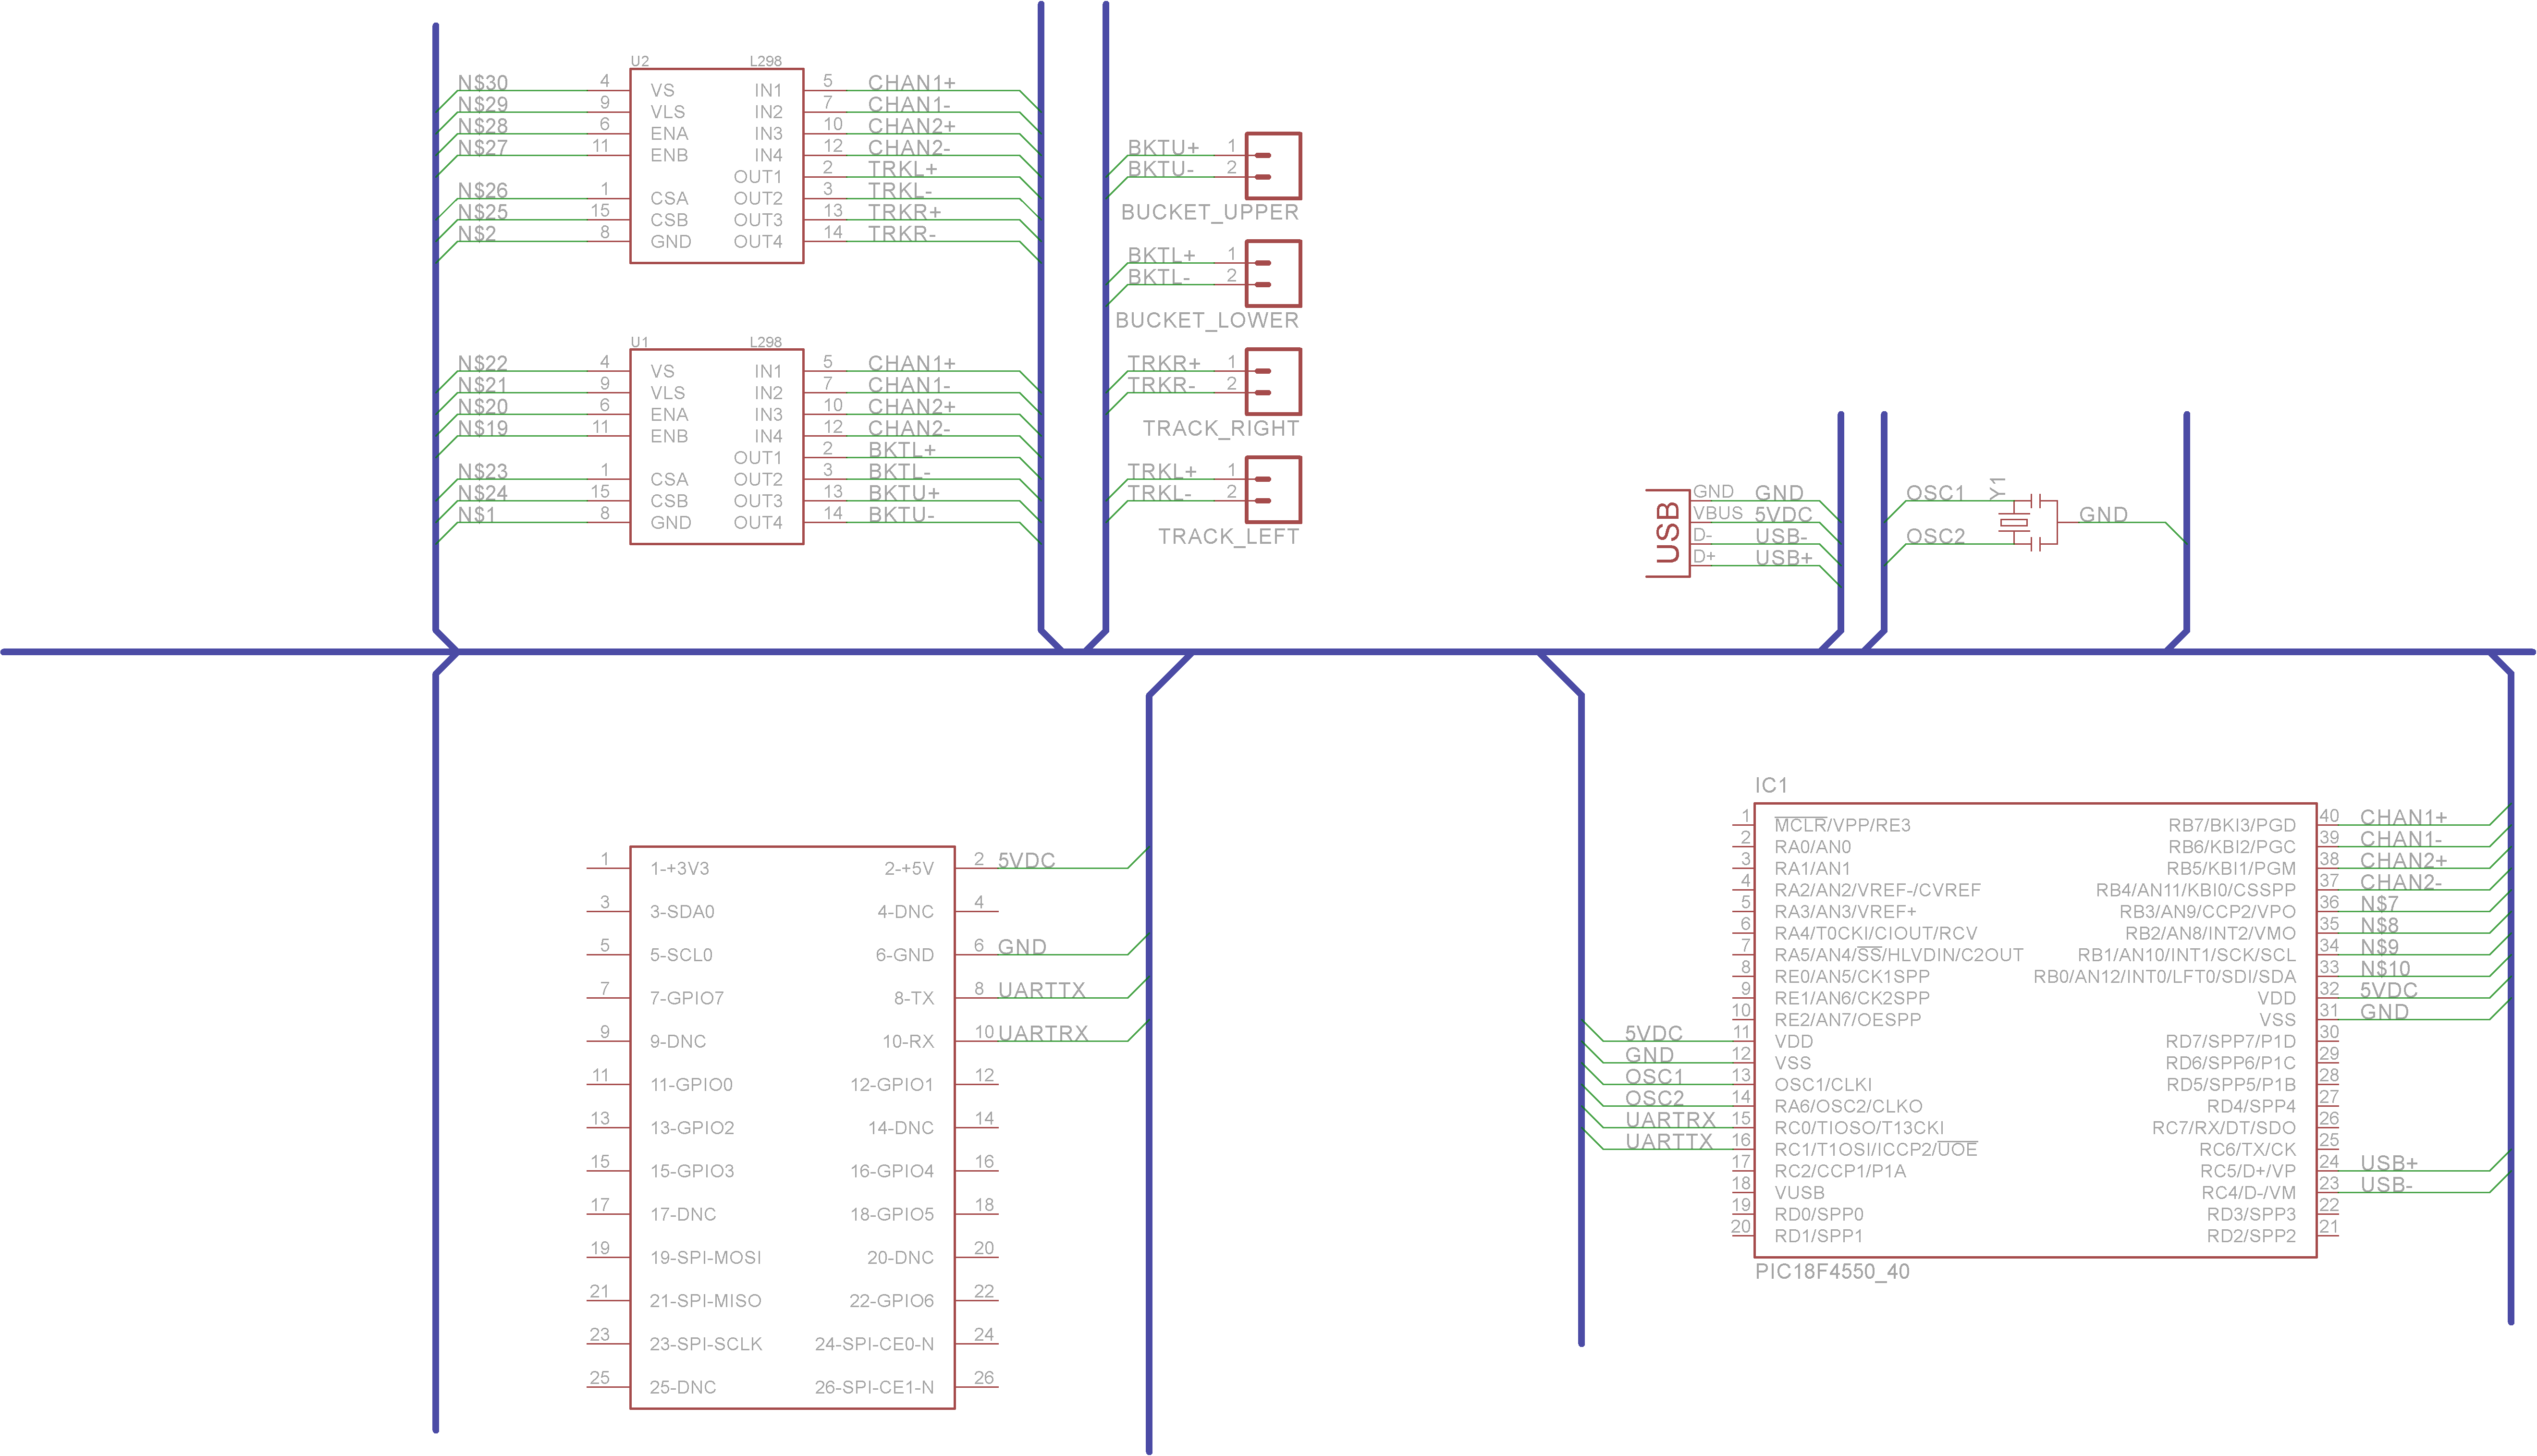 U2 L298
N$30 4 VS IN1 5 CHAN1+
N$29 9 VLS IN2 7 CHAN1-
N$28 6 ENA IN3 10 CHAN2+
N$27 11 ENB IN4 12 CHAN2-
OUT1 2 TRKL+
N$26 1 CSA OUT2 3 TRKL-
N$25 15 CSB OUT3 13 TRKR+
N$2 8 GND OUT4 14 TRKR-
U1 L298
N$22 4 VS IN1 5 CHAN1+
N$21 9 VLS IN2 7 CHAN1-
N$20 6 ENA IN3 10 CHAN2+
N$19 11 ENB IN4 12 CHAN2-
OUT1 2 BKTL+
N$23 1 CSA OUT2 3 BKTL-
N$24 15 CSB OUT3 13 BKTU+
N$1 8 GND OUT4 14 BKTU-
BKTU+ 1
BKTU- 2
BUCKET_UPPER
BKTL+ 1
BKTL- 2
BUCKET_LOWER
TRKR+ 1
TRKR- 2
TRACK_RIGHT
TRKL+ 1
TRKL- 2
TRACK_LEFT
USB
GND GND
VBUS 5VDC
D- USB-
D+ USB+
OSC1 Y1
GND
OSC2
1 1-+3V3 2-+5V 2 5VDC
3 3-SDA0 4-DNC 4
5 5-SCL0 6-GND 6 GND
7 7-GPIO7 8-TX 8 UARTTX
9 9-DNC 10-RX 10 UARTRX
11 11-GPIO0 12-GPIO1 12
13 13-GPIO2 14-DNC 14
15 15-GPIO3 16-GPIO4 16
17 17-DNC 18-GPIO5 18
19 19-SPI-MOSI 20-DNC 20
21 21-SPI-MISO 22-GPIO6 22
23 23-SPI-SCLK 24-SPI-CE0-N 24
25 25-DNC 26-SPI-CE1-N 26
IC1
1 MCLR/VPP/RE3 RB7/BKI3/PGD 40 CHAN1+
2 RA0/AN0 RB6/KBI2/PGC 39 CHAN1-
3 RA1/AN1 RB5/KBI1/PGM 38 CHAN2+
4 RA2/AN2/VREF-/CVREF RB4/AN11/KBI0/CSSPP 37 CHAN2-
5 RA3/AN3/VREF+ RB3/AN9/CCP2/VPO 36 N$7
6 RA4/T0CKI/CIOUT/RCV RB2/AN8/INT2/VMO 35 N$8
7 RA5/AN4/SS/HLVDIN/C2OUT RB1/AN10/INT1/SCK/SCL 34 N$9
8 RE0/AN5/CK1SPP RB0/AN12/INT0/LFT0/SDI/SDA 33 N$10
9 RE1/AN6/CK2SPP VDD 32 5VDC
10 RE2/AN7/OESPP VSS 31 GND
5VDC 11 VDD RD7/SPP7/P1D 30
GND 12 VSS RD6/SPP6/P1C 29
OSC1 13 OSC1/CLKI RD5/SPP5/P1B 28
OSC2 14 RA6/OSC2/CLKO RD4/SPP4 27
UARTRX 15 RC0/TIOSO/T13CKI RC7/RX/DT/SDO 26
UARTTX 16 RC1/T1OSI/ICCP2/UOE RC6/TX/CK 25
17 RC2/CCP1/P1A RC5/D+/VP 24 USB+
18 VUSB RC4/D-/VM 23 USB-
19 RD0/SPP0 RD3/SPP3 22
20 RD1/SPP1 RD2/SPP2 21
PIC18F4550_40